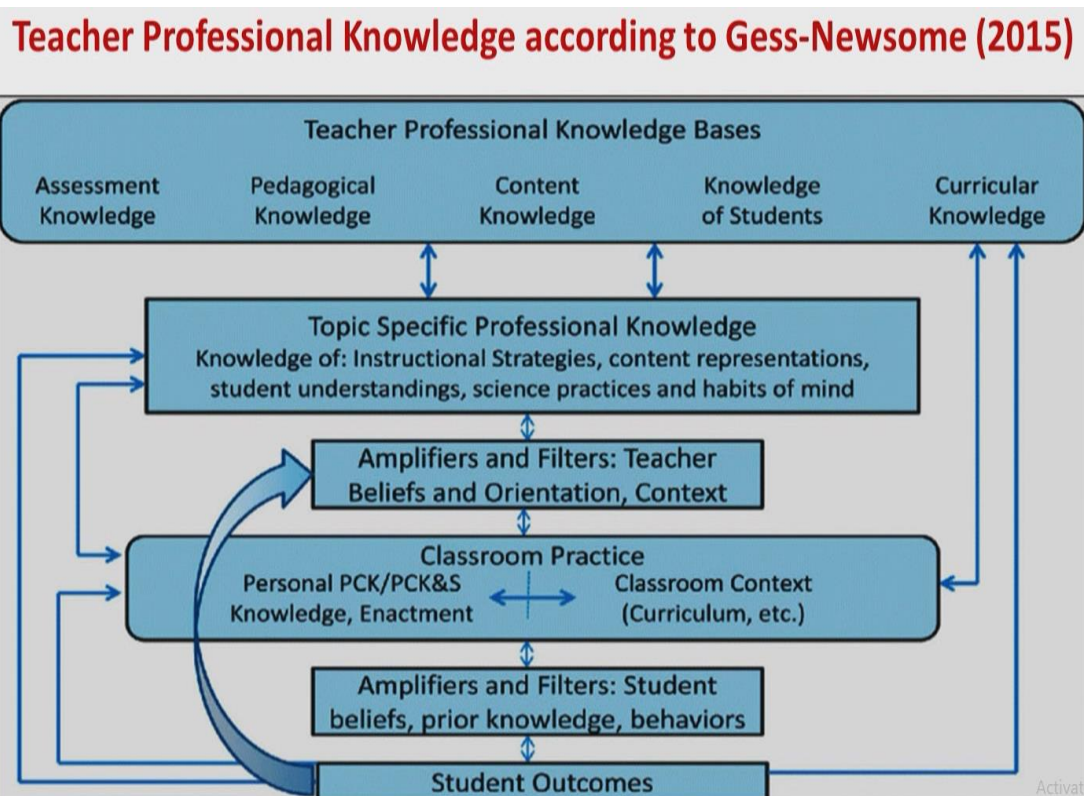 Teacher Professional Knowledge according to Gess-Newsome (2015)
Teacher Professional Knowledge Bases
Assessment Knowledge
Pedagogical Knowledge
Content Knowledge
Knowledge of Students
Curricular Knowledge
Topic Specific Professional Knowledge
Knowledge of: Instructional Strategies, content representations,
student understandings, science practices and habits of mind
Amplifiers and Filters: Teacher
Beliefs and Orientation, Context
Classroom Practice
Personal PCK/PCK&S
Knowledge, Enactment
Classroom Context
(Curriculum, etc.)
Amplifiers and Filters: Student
beliefs, prior knowledge, behaviors
Student Outcomes
Activat